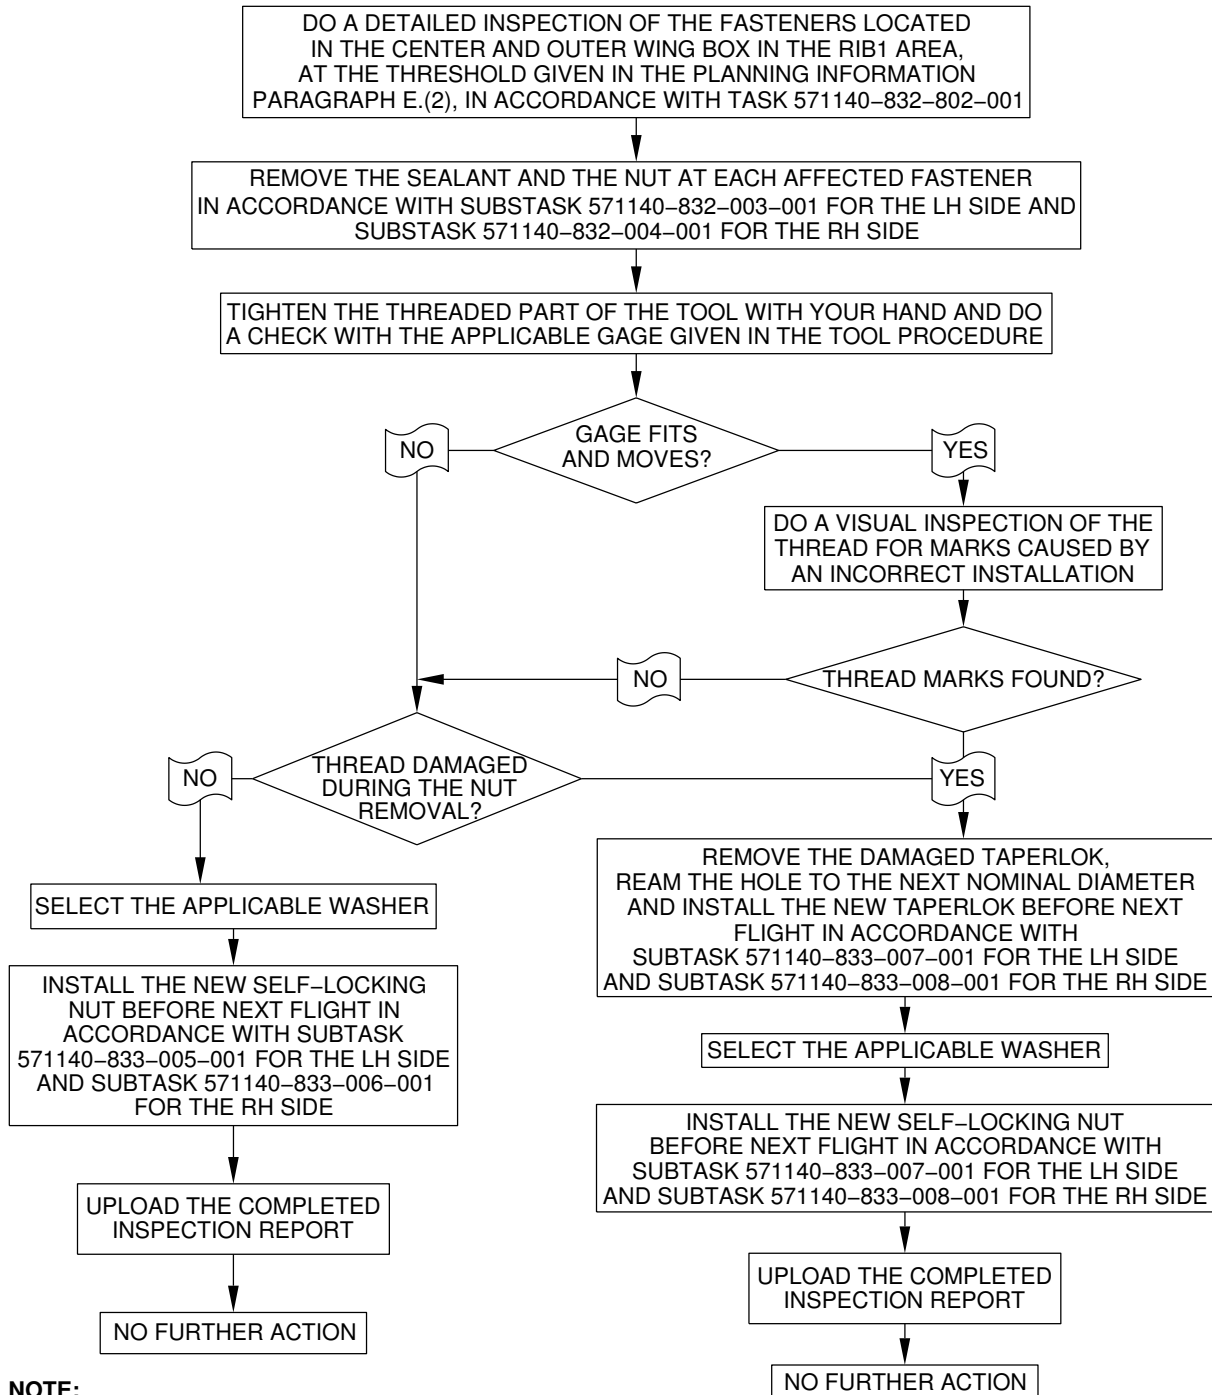 DO A DETAILED INSPECTION OF THE FASTENERS LOCATED
IN THE CENTER AND OUTER WING BOX IN THE RIB1 AREA,
AT THE THRESHOLD GIVEN IN THE PLANNING INFORMATION
PARAGRAPH E.(2), IN ACCORDANCE WITH TASK 571140−832−802−001
REMOVE THE SEALANT AND THE NUT AT EACH AFFECTED FASTENER
IN ACCORDANCE WITH SUBSTASK 571140−832−003−001 FOR THE LH SIDE AND
SUBSTASK 571140−832−004−001 FOR THE RH SIDE
TIGHTEN THE THREADED PART OF THE TOOL WITH YOUR HAND AND DO
A CHECK WITH THE APPLICABLE GAGE GIVEN IN THE TOOL PROCEDURE
GAGE FITS
AND MOVES?
NO
YES
DO A VISUAL INSPECTION OF THE
THREAD FOR MARKS CAUSED BY
AN INCORRECT INSTALLATION
THREAD MARKS FOUND?
NO
THREAD DAMAGED
DURING THE NUT
REMOVAL?
NO
YES
SELECT THE APPLICABLE WASHER
INSTALL THE NEW SELF−LOCKING
NUT BEFORE NEXT FLIGHT IN
ACCORDANCE WITH SUBTASK
571140−833−005−001 FOR THE LH SIDE
AND SUBTASK 571140−833−006−001
FOR THE RH SIDE
UPLOAD THE COMPLETED
INSPECTION REPORT
NO FURTHER ACTION
REMOVE THE DAMAGED TAPERLOK,
REAM THE HOLE TO THE NEXT NOMINAL DIAMETER
AND INSTALL THE NEW TAPERLOK BEFORE NEXT
FLIGHT IN ACCORDANCE WITH
SUBTASK 571140−833−007−001 FOR THE LH SIDE
AND SUBTASK 571140−833−008−001 FOR THE RH SIDE
SELECT THE APPLICABLE WASHER
INSTALL THE NEW SELF−LOCKING NUT
BEFORE NEXT FLIGHT IN ACCORDANCE WITH
SUBTASK 571140−833−007−001 FOR THE LH SIDE
AND SUBTASK 571140−833−008−001 FOR THE RH SIDE
UPLOAD THE COMPLETED
INSPECTION REPORT
NO FURTHER ACTION
NOTE: